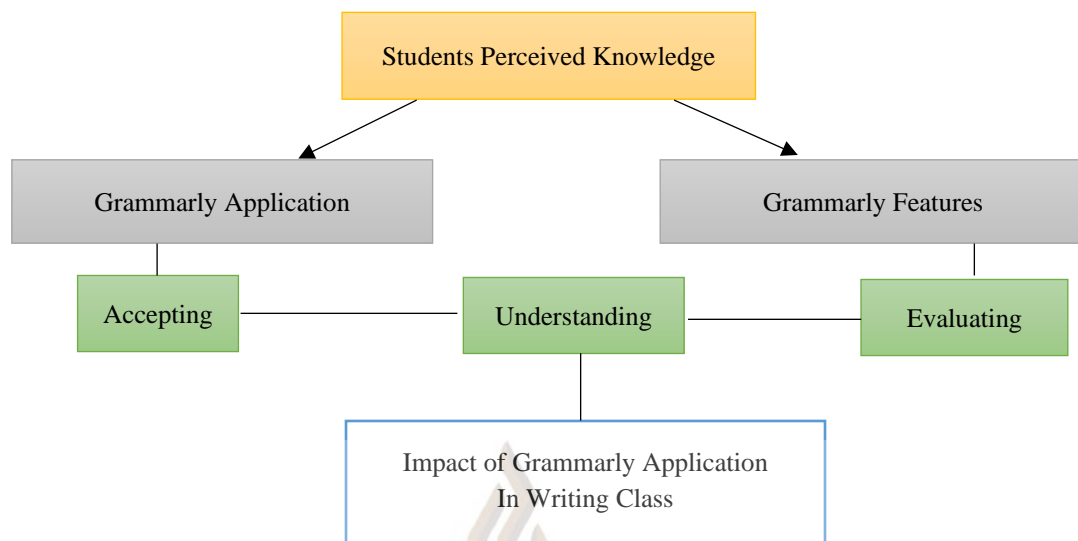 Students Perceived Knowledge
Grammarly Application
Grammarly Features
Accepting
Understanding
Evaluating
Impact of Grammarly Application
In Writing Class